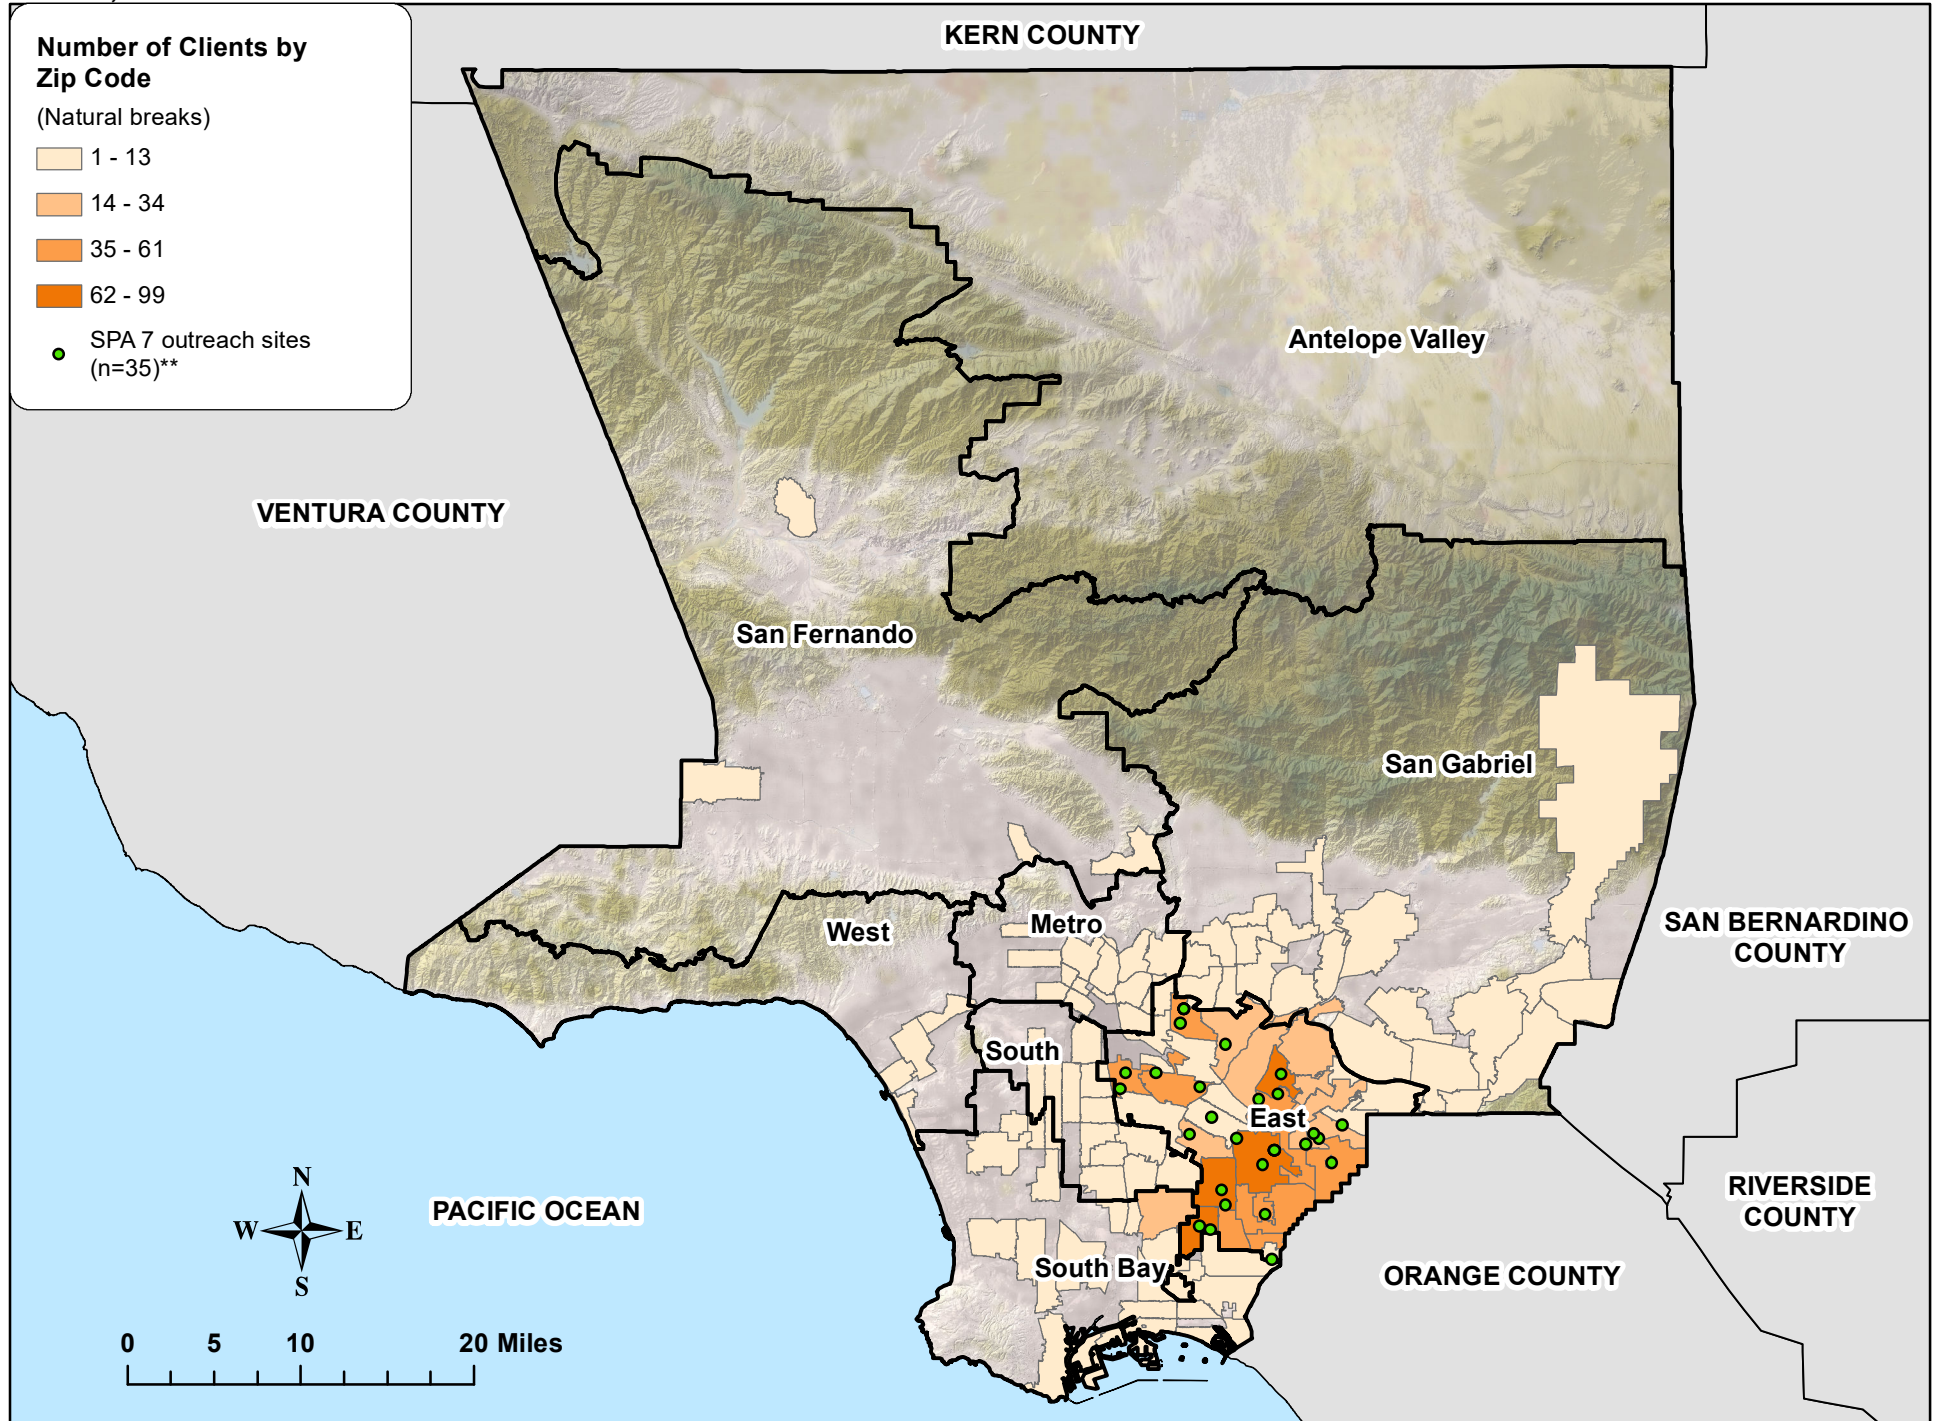 Number of Clients by
Zip Code
(Natural breaks)
1 - 13
14 - 34
35 - 61
62 - 99
SPA 7 outreach sites
(n=35)**
KERN COUNTY
Antelope Valley
VENTURA COUNTY
San Fernando
San Gabriel
West
Metro
SAN BERNARDINO
COUNTY
South
East
N
W E
S
PACIFIC OCEAN
RIVERSIDE
COUNTY
South Bay
ORANGE COUNTY
0 5 10 20 Miles